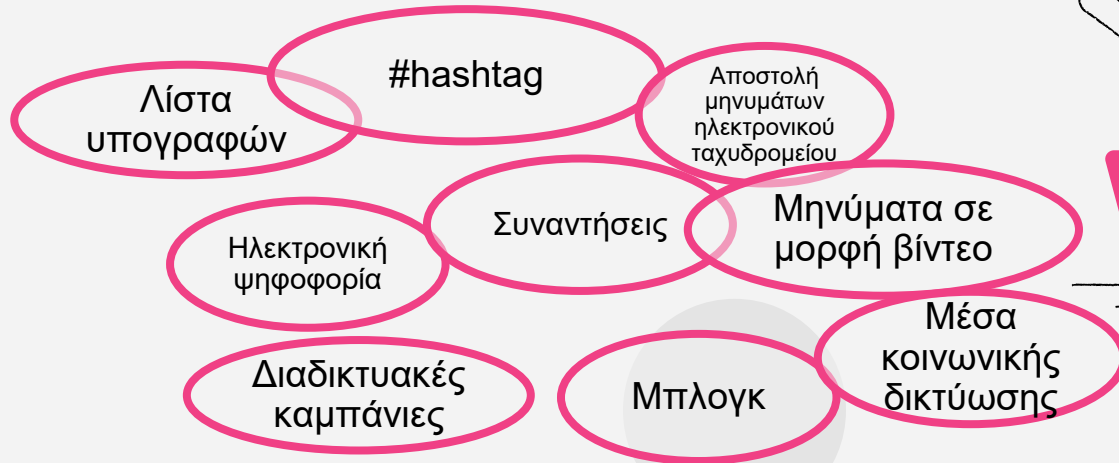 #hashtag
Λίστα
υπογραφών
Αποστολή
μηνυμάτων
ηλεκτρονικού
ταχυδρομείου
Συναντήσεις
Μηνύματα σε
μορφή βίντεο
Ηλεκτρονική
ψηφοφορία
Μέσα
κοινωνικής
δικτύωσης
Διαδικτυακές
καμπάνιες
Μπλογκ